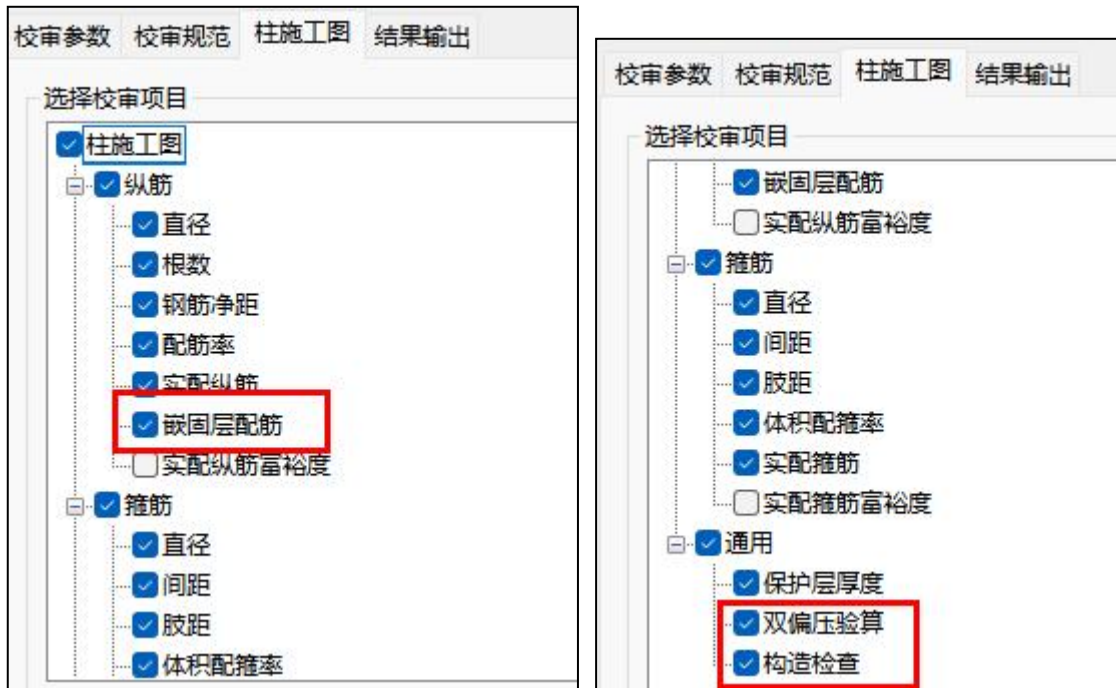 校审参数 校审规范 柱施工图 结果输出
选择校审项目
柱施工图
纵筋
直径
根数
钢筋净距
配筋率
实配纵筋
嵌固层配筋
实配纵筋富裕度
箍筋
直径
间距
肢距
体积配箍率
校审参数 校审规范 柱施工图 结果输出
选择校审项目
嵌固层配筋
实配纵筋富裕度
箍筋
直径
间距
肢距
体积配箍率
实配箍筋
实配箍筋富裕度
通用
保护层厚度
双偏压验算
构造检查